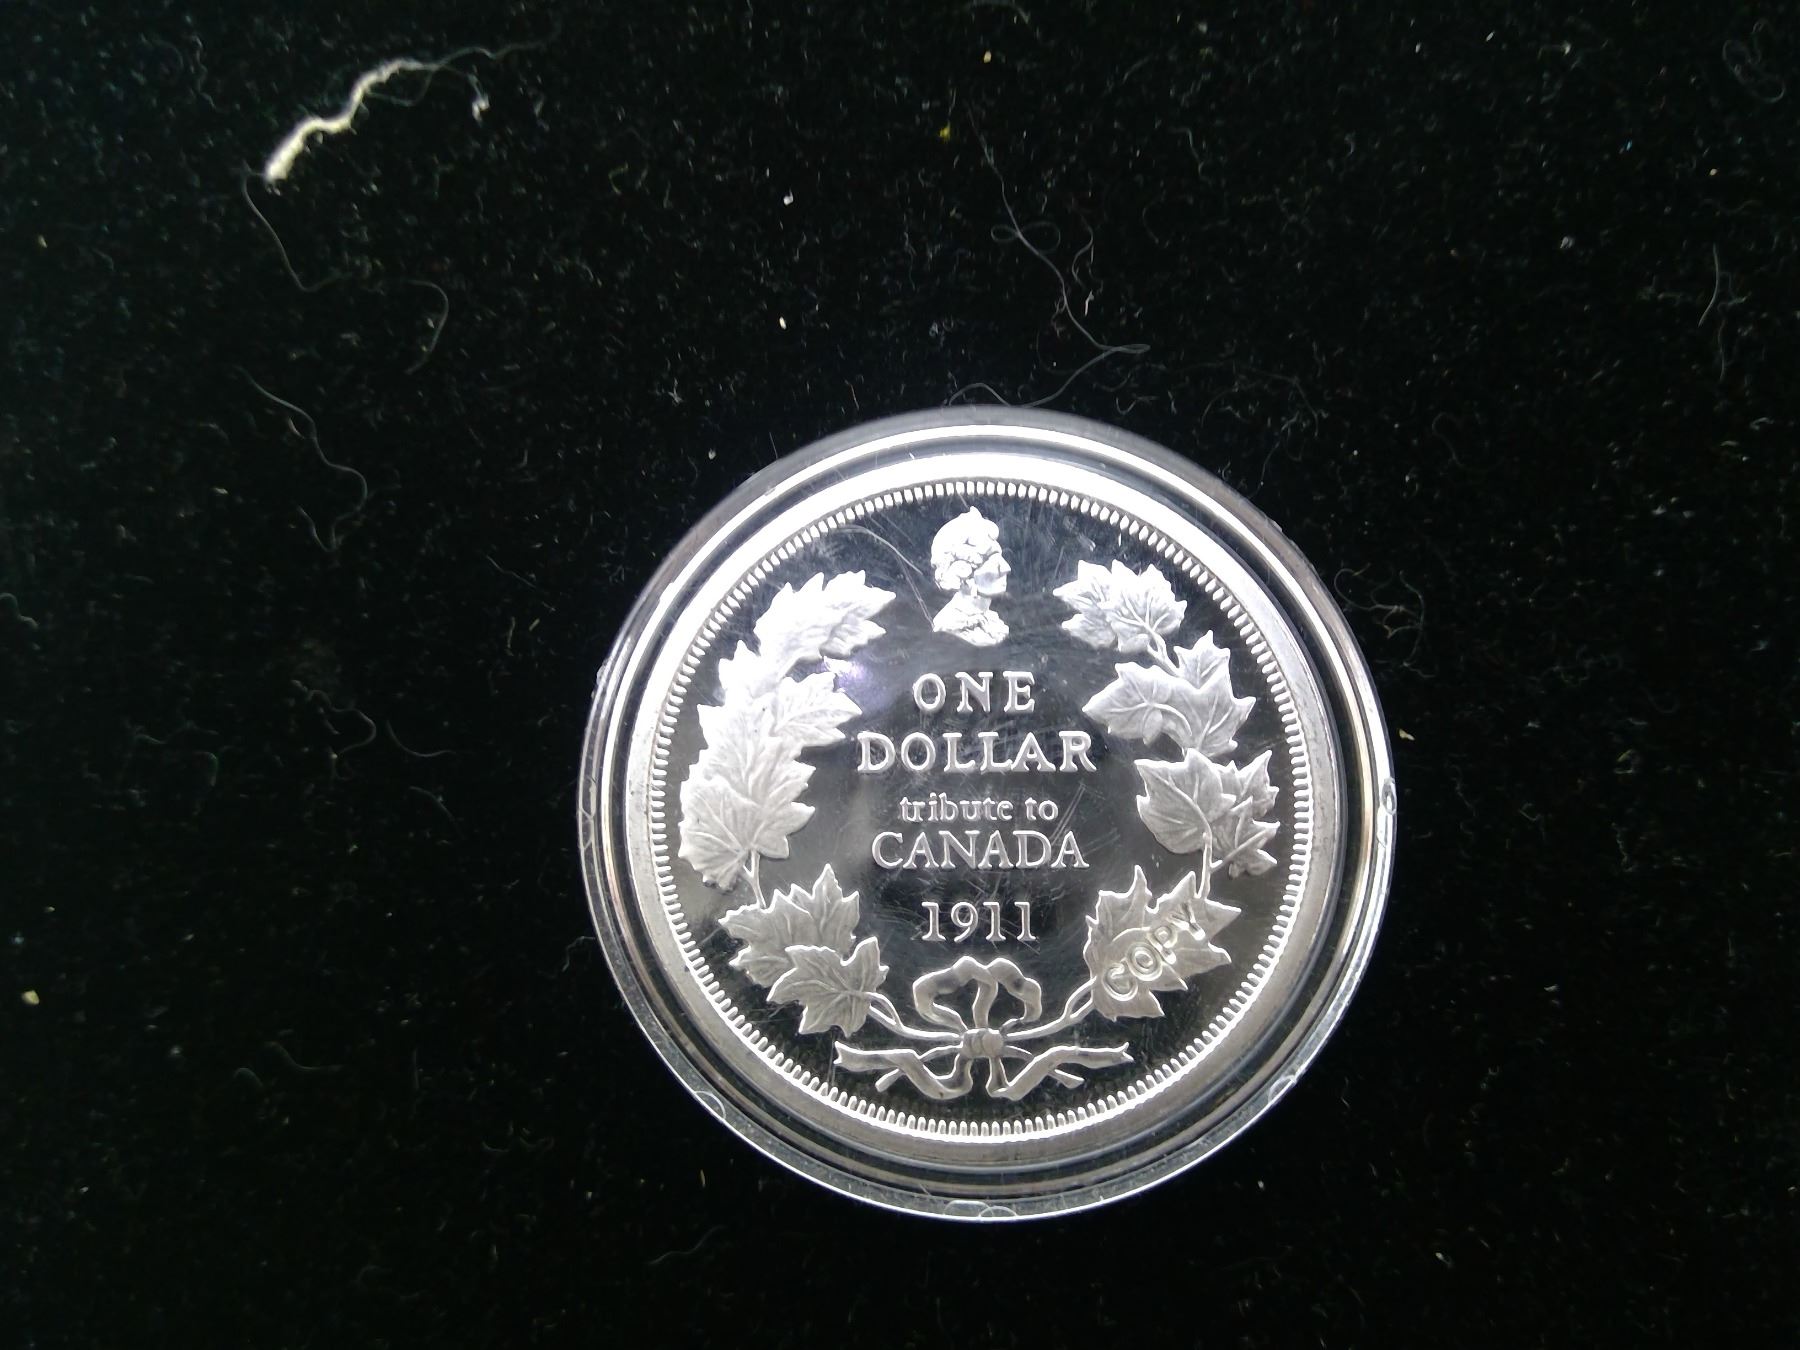 ONE
DOLLAR
tribute to
CANADA
1911
COPY